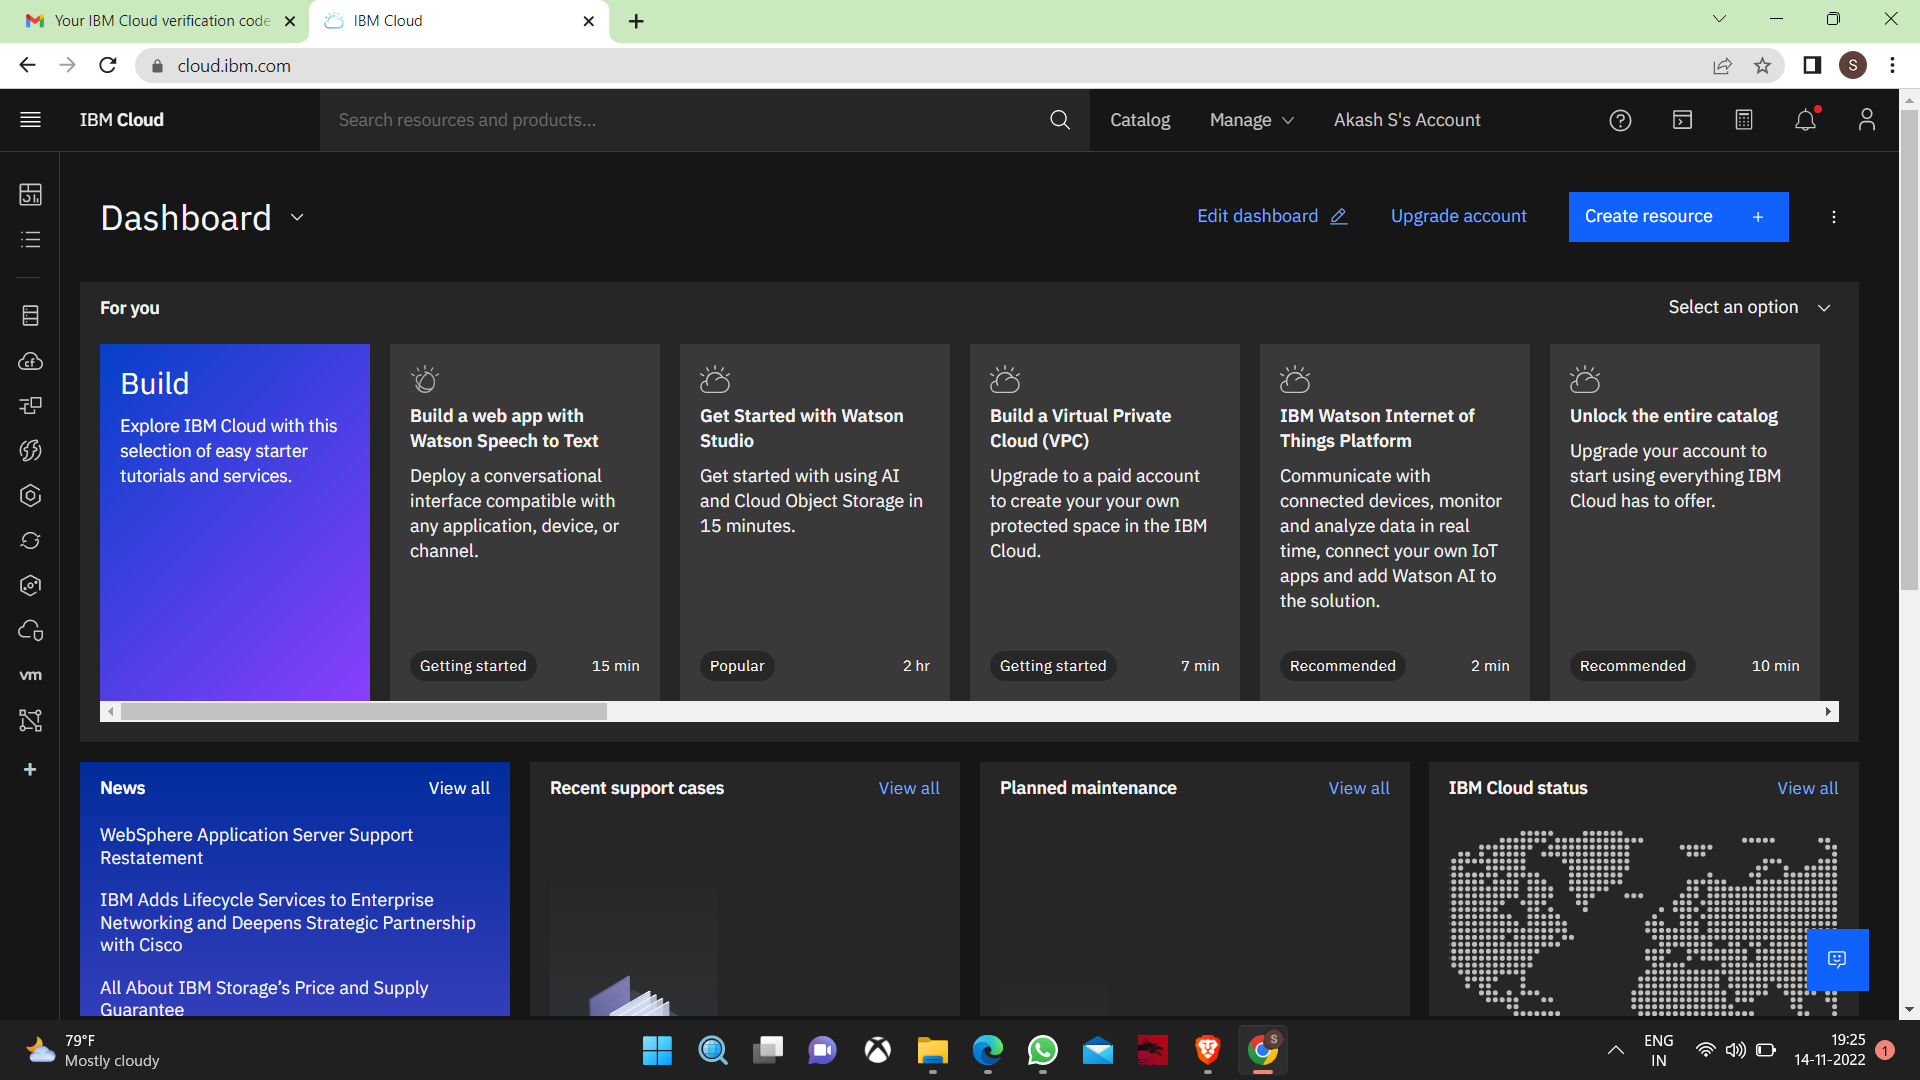 Your IBM Cloud verification code
IBM Cloud
cloud.ibm.com
S
IBM Cloud
Search resources and products...
Catalog
Manage
Akash S's Account
Dashboard
Edit dashboard
Upgrade account
Create resource +
For you
Select an option
Build
Explore IBM Cloud with this
selection of easy starter
tutorials and services.
Build a web app with
Watson Speech to Text
Deploy a conversational
interface compatible with
any application, device, or
channel.
Getting started
15 min
Get Started with Watson
Studio
Get started with using AI
and Cloud Object Storage in
15 minutes.
Popular
2 hr
Build a Virtual Private
Cloud (VPC)
Upgrade to a paid account
to create your your own
protected space in the IBM
Cloud.
Getting started
7 min
IBM Watson Internet of
Things Platform
Communicate with
connected devices, monitor
and analyze data in real
time, connect your own IoT
apps and add Watson AI to
the solution.
Recommended
2 min
Unlock the entire catalog
Upgrade your account to
start using everything IBM
Cloud has to offer.
Recommended
10 min
cf
vm
News
View all
WebSphere Application Server Support
Restatement
IBM Adds Lifecycle Services to Enterprise
Networking and Deepens Strategic Partnership
with Cisco
All About IBM Storage's Price and Supply
Guarantee
Recent support cases
View all
Planned maintenance
View all
IBM Cloud status
View all
79°F
Mostly cloudy
S
ENG
IN
19:25
14-11-2022
1